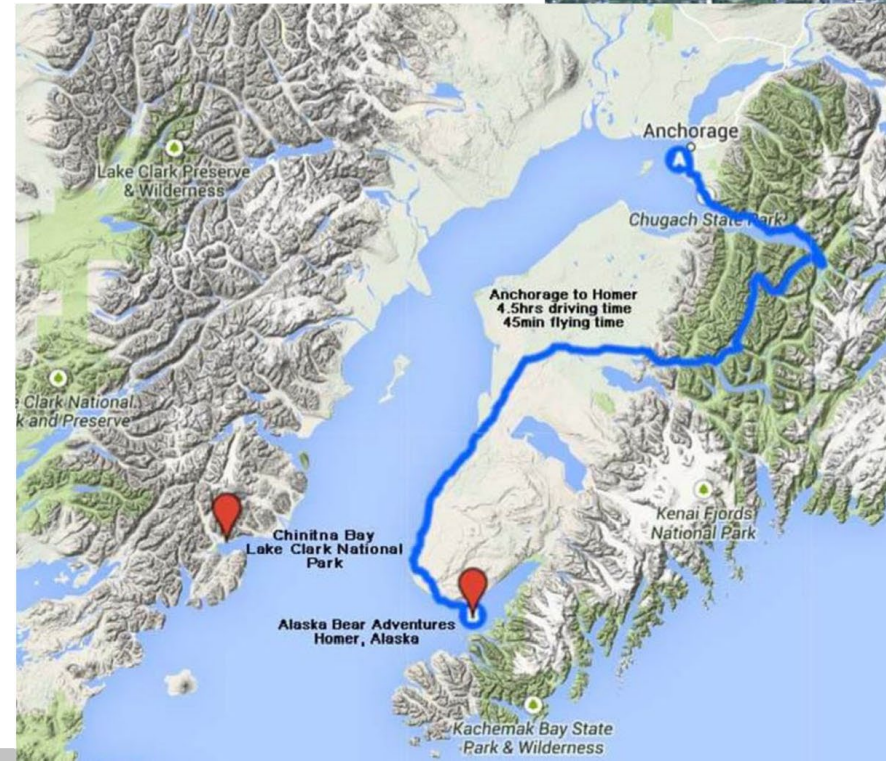 Anchorage
A
Lake Clark Preserve
& Wilderness
Chugach State Park
Anchorage to Homer
4.5hrs driving time
45min flying time
e Clark National
k and Preserve
Kenai Fjords
National Park
Chinitna Bay
Lake Clark National
Park
Alaska Bear Adventures
Homer, Alaska
Kachemak Bay State
Park & Wilderness